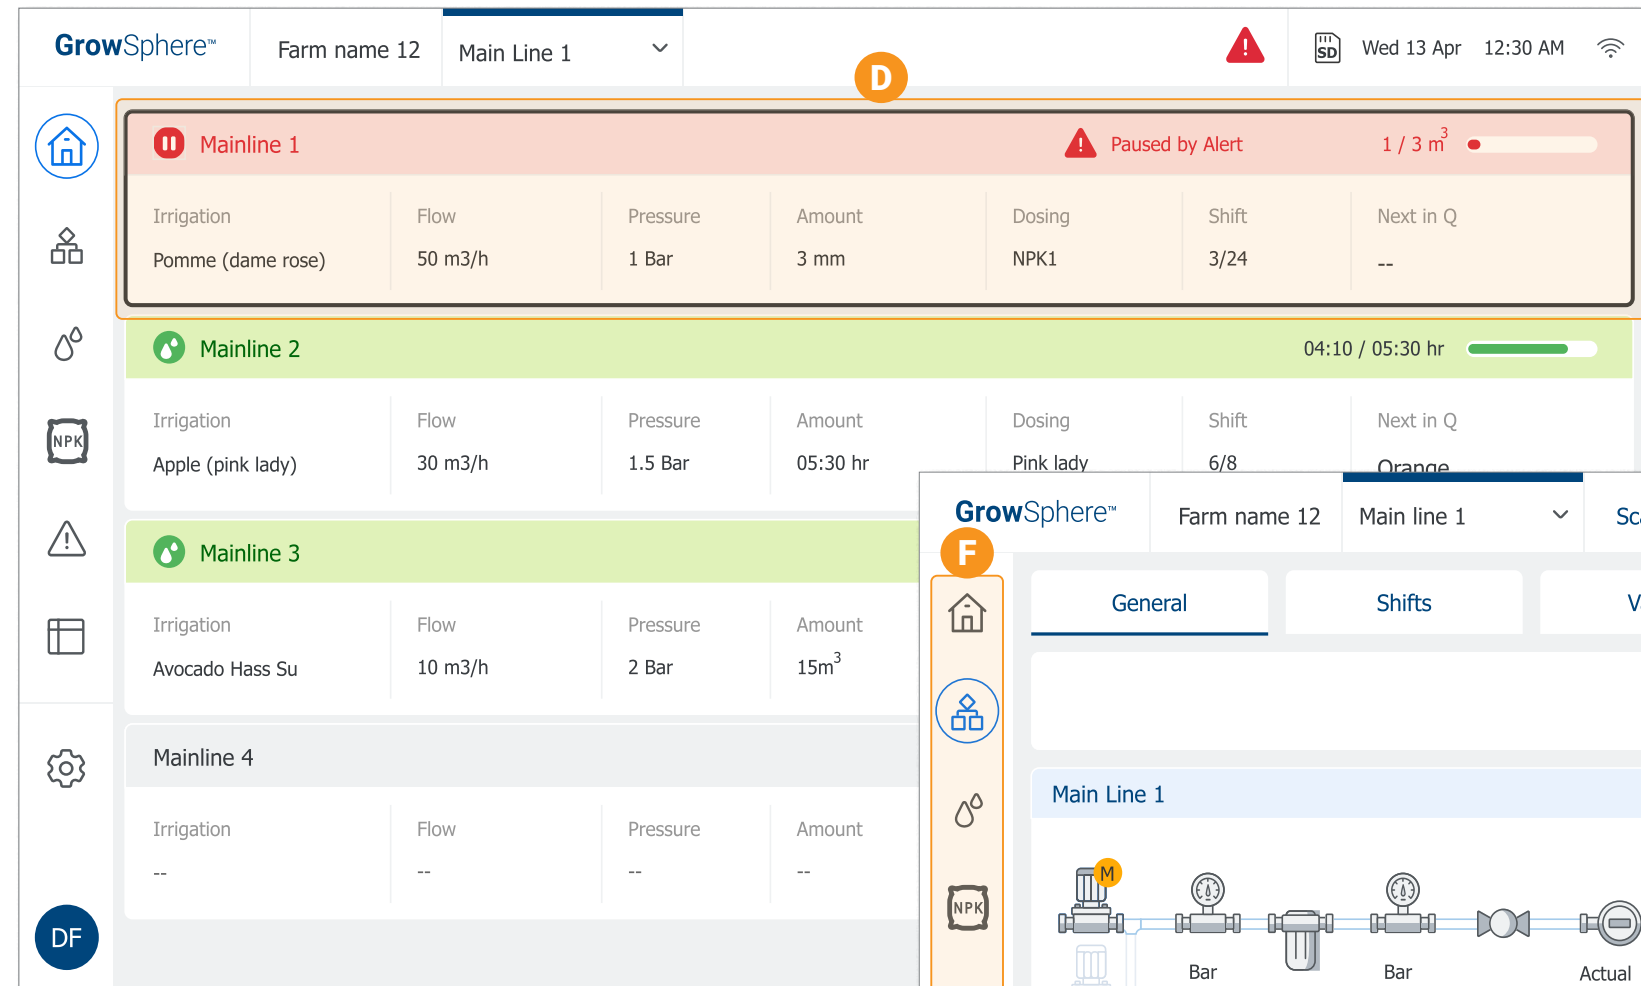 GrowSphere™ Farm name 12 Main Line 1 SD Wed 13 Apr 12:30 AM
D
Mainline 1 Paused by Alert 1 / 3 m³
Irrigation Flow Pressure Amount Dosing Shift Next in Q
Pomme (dame rose) 50 m3/h 1 Bar 3 mm NPK1 3/24 --
Mainline 2 04:10 / 05:30 hr
Irrigation Flow Pressure Amount Dosing Shift Next in Q
Apple (pink lady) 30 m3/h 1.5 Bar 05:30 hr Pink lady 6/8 Orange
NPK
Mainline 3
Irrigation Flow Pressure Amount
Avocado Hass Su 10 m3/h 2 Bar 15m³
Mainline 4
Irrigation Flow Pressure Amount
-- -- -- --
DF
GrowSphere™ Farm name 12 Main line 1
F
General Shifts
Main Line 1
M
NPK
Bar Bar Actual